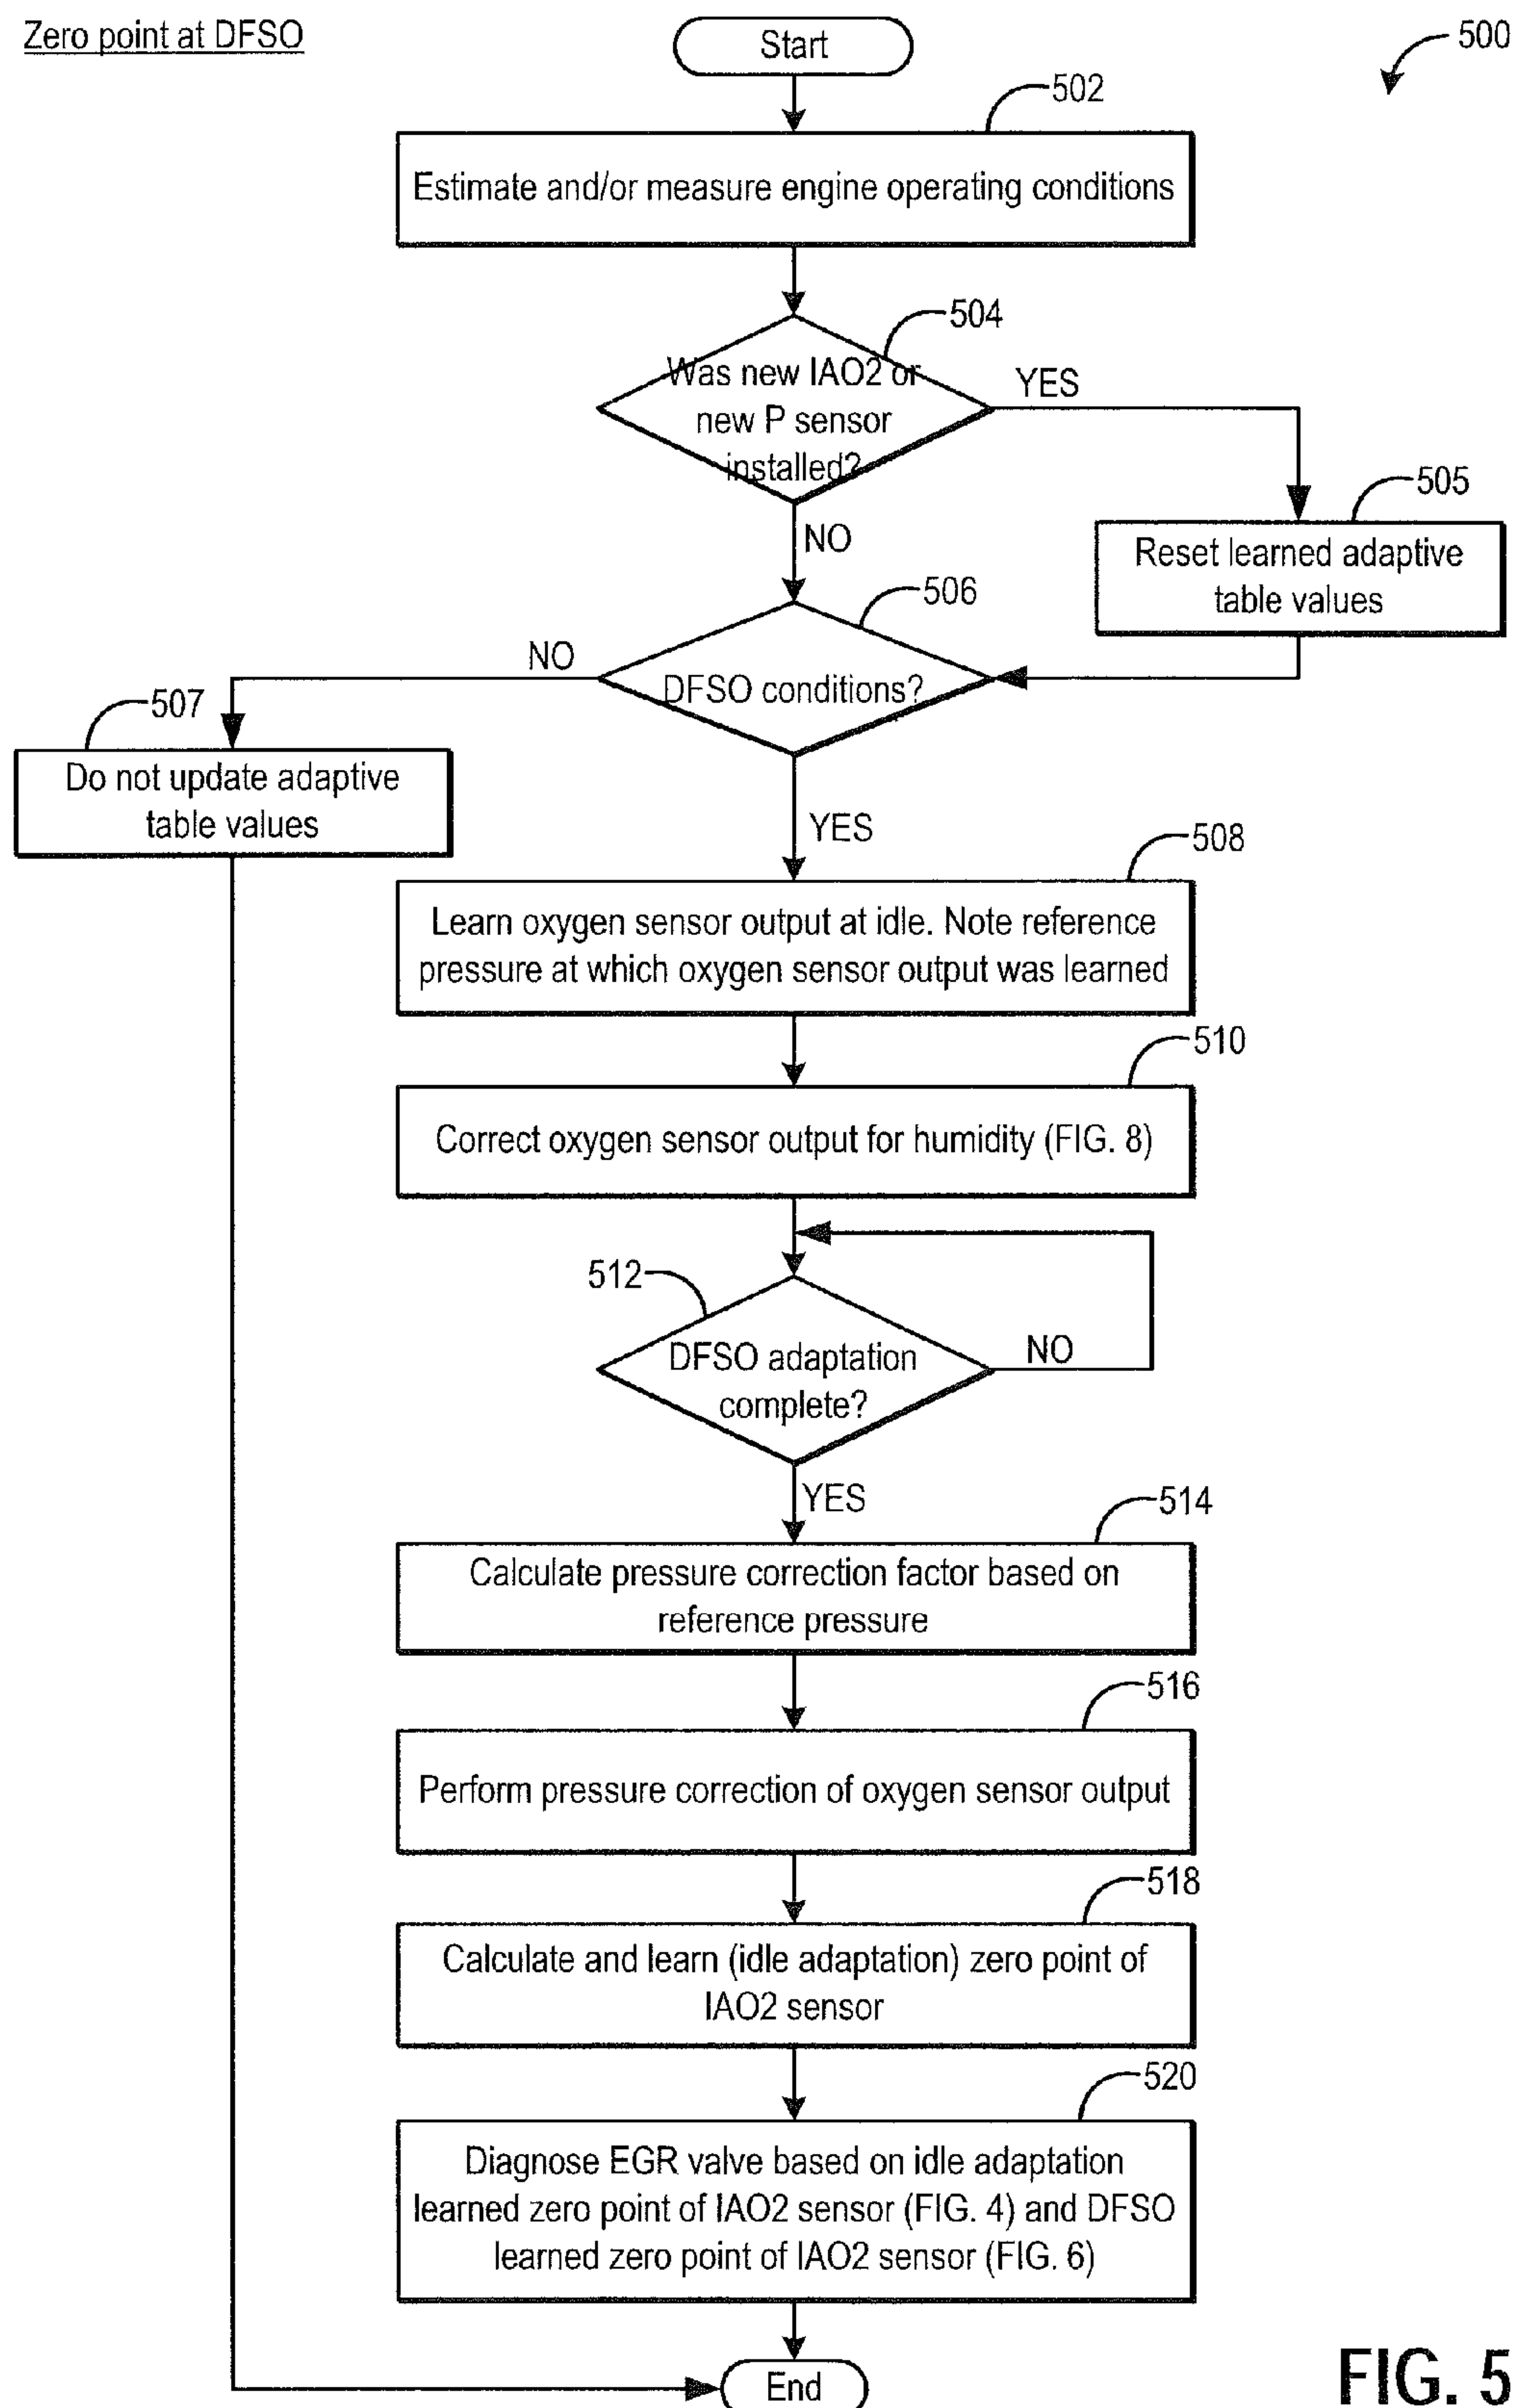 Zero point at DFSO
Start
500
502
Estimate and/or measure engine operating conditions
504
Was new IAO2 or
new P sensor
installed?
YES
NO
505
Reset learned adaptive
table values
506
DFSO conditions?
NO
507
Do not update adaptive
table values
YES
508
Learn oxygen sensor output at idle. Note reference
pressure at which oxygen sensor output was learned
510
Correct oxygen sensor output for humidity (FIG. 8)
512
DFSO adaptation
complete?
NO
YES
514
Calculate pressure correction factor based on
reference pressure
516
Perform pressure correction of oxygen sensor output
518
Calculate and learn (idle adaptation) zero point of
IAO2 sensor
520
Diagnose EGR valve based on idle adaptation
learned zero point of IAO2 sensor (FIG. 4) and DFSO
learned zero point of IAO2 sensor (FIG. 6)
End
FIG. 5